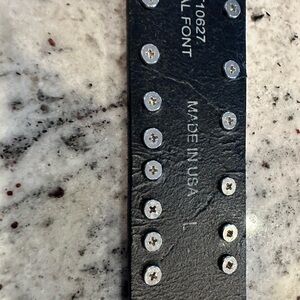 10627
AL FONT
MADE IN USA
L